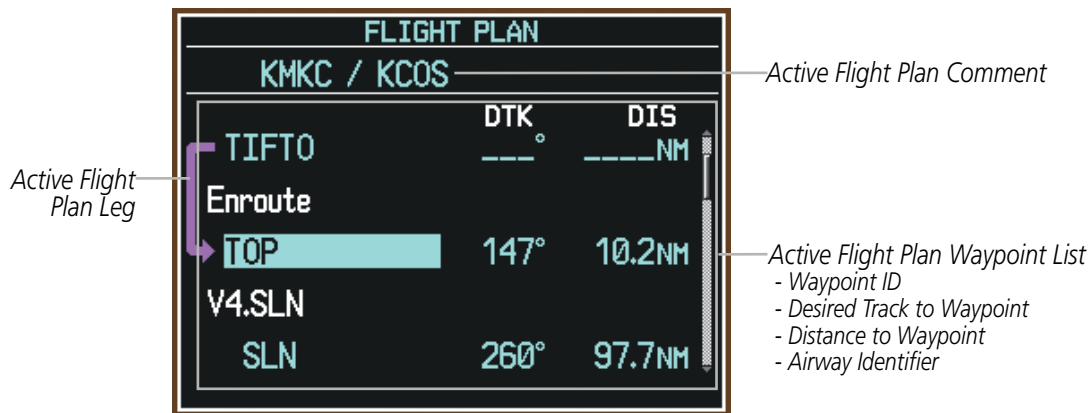 FLIGHT PLAN
KMKC / KCOS
Active Flight Plan Comment
DTK DIS
TIFTO ___° ____NM
Active Flight
Plan Leg
Enroute
TOP 147° 10.2NM
Active Flight Plan Waypoint List
- Waypoint ID
- Desired Track to Waypoint
- Distance to Waypoint
- Airway Identifier
V4.SLN
SLN 260° 97.7NM